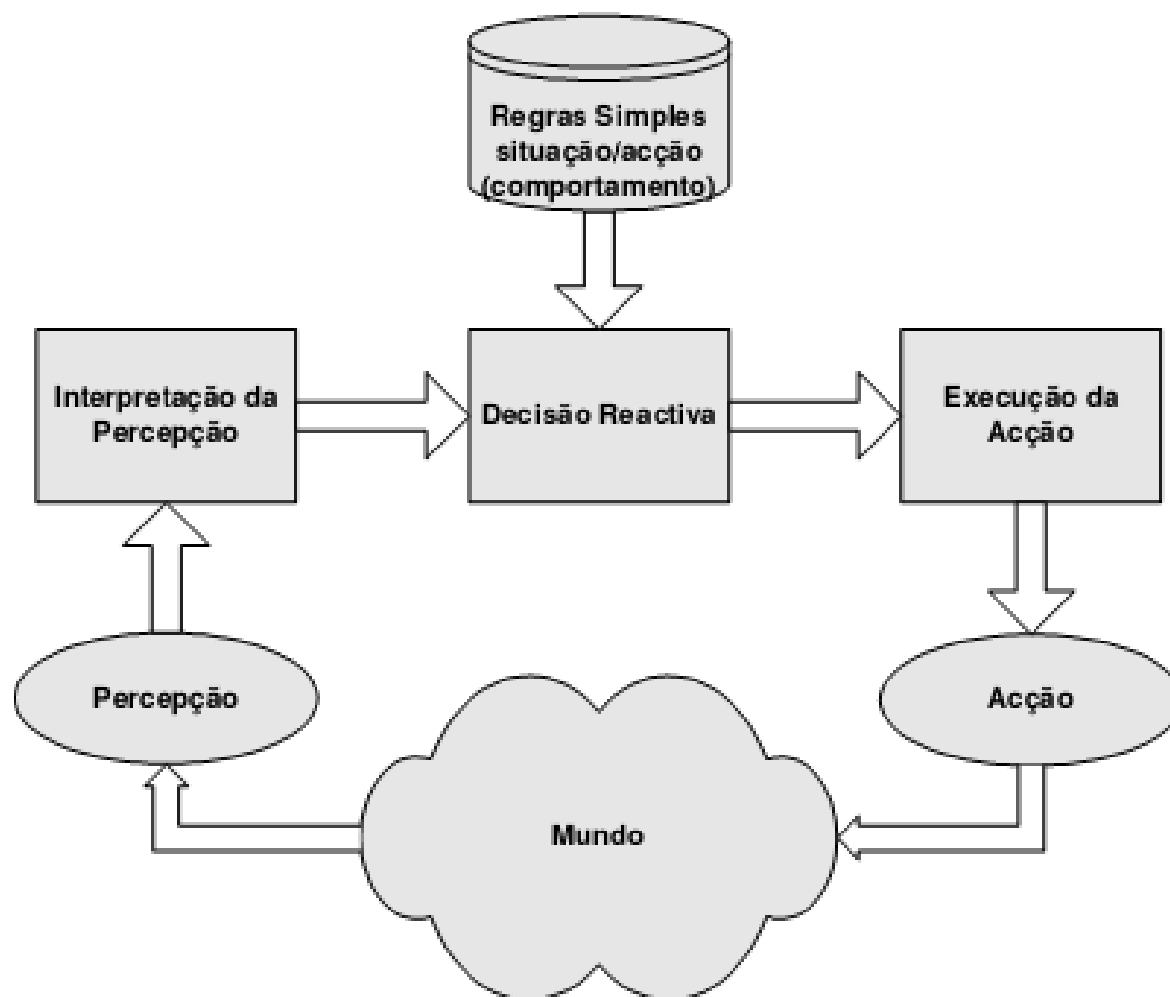 Regras Simples
situação/acção
(comportamento)
Interpretação da
Percepção
Decisão Reactiva
Execução da
Acção
Percepção
Acção
Mundo